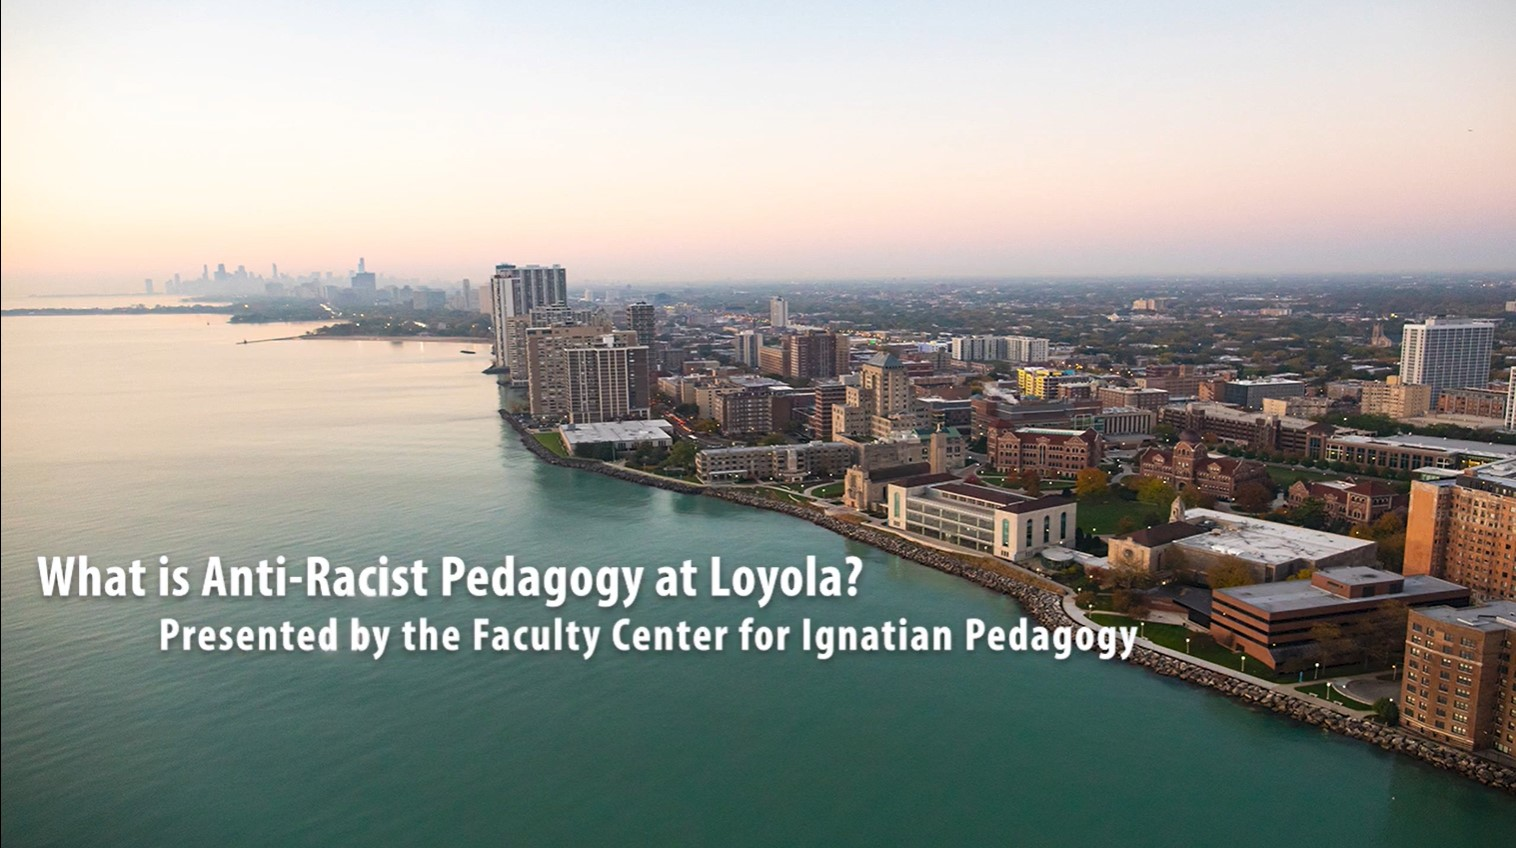 What is Anti-Racist Pedagogy at Loyola?
Presented by the Faculty Center for Ignatian Pedagogy